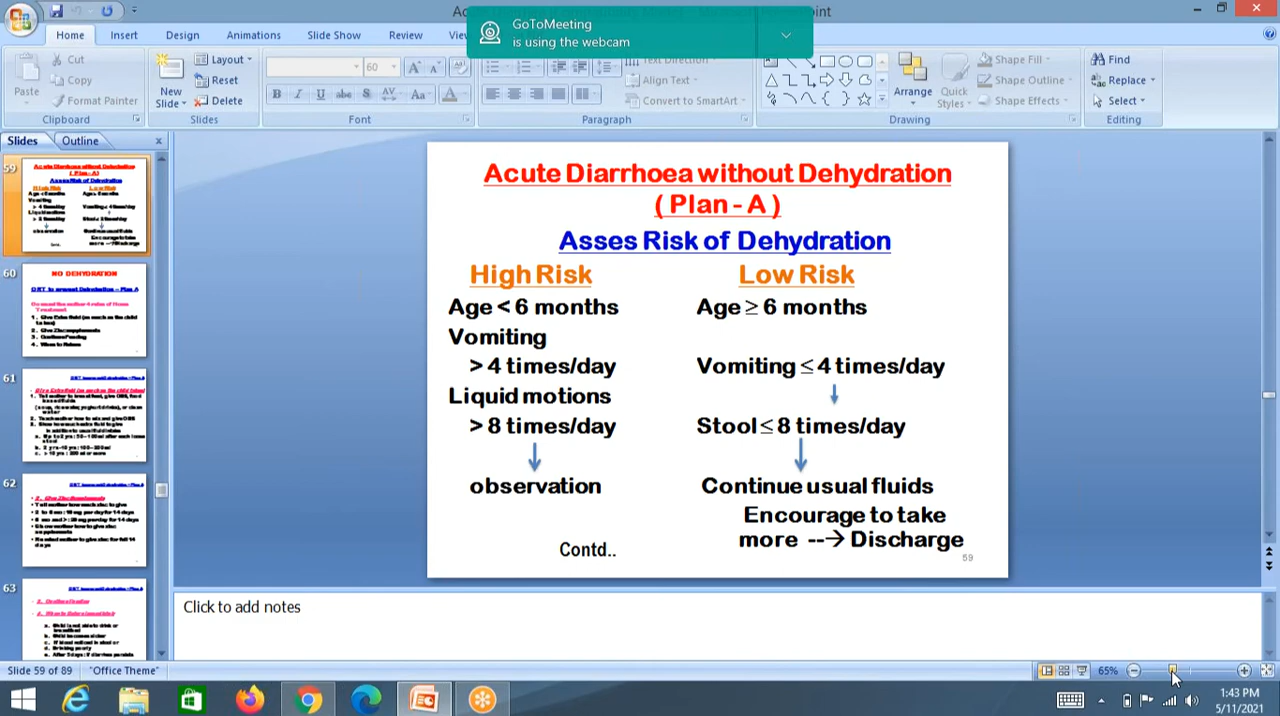 GoToMeeting
is using the webcam
Home Insert Design Animations Slide Show Review
Paste
Cut
Copy
Format Painter
Clipboard
New
Slide
Layout
Reset
Delete
Slides
60
Font
Text Direction
Align Text
Convert to SmartArt
Paragraph
Arrange
Quick
Styles
Shape Fill
Shape Outline
Shape Effects
Drawing
Find
Replace
Select
Editing
Slides Outline
59
60
NO DEHYDRATION
61
62
63
Acute Diarrhoea without Dehydration
( Plan - A )
Asses Risk of Dehydration
High Risk Low Risk
Age < 6 months Age ≥ 6 months
Vomiting
> 4 times/day Vomiting ≤ 4 times/day
Liquid motions
> 8 times/day Stool ≤ 8 times/day
observation Continue usual fluids
Encourage to take
more --→ Discharge
Contd..
59
Click to add notes
Slide 59 of 89 "Office Theme" 65%
1:43 PM
5/11/2021